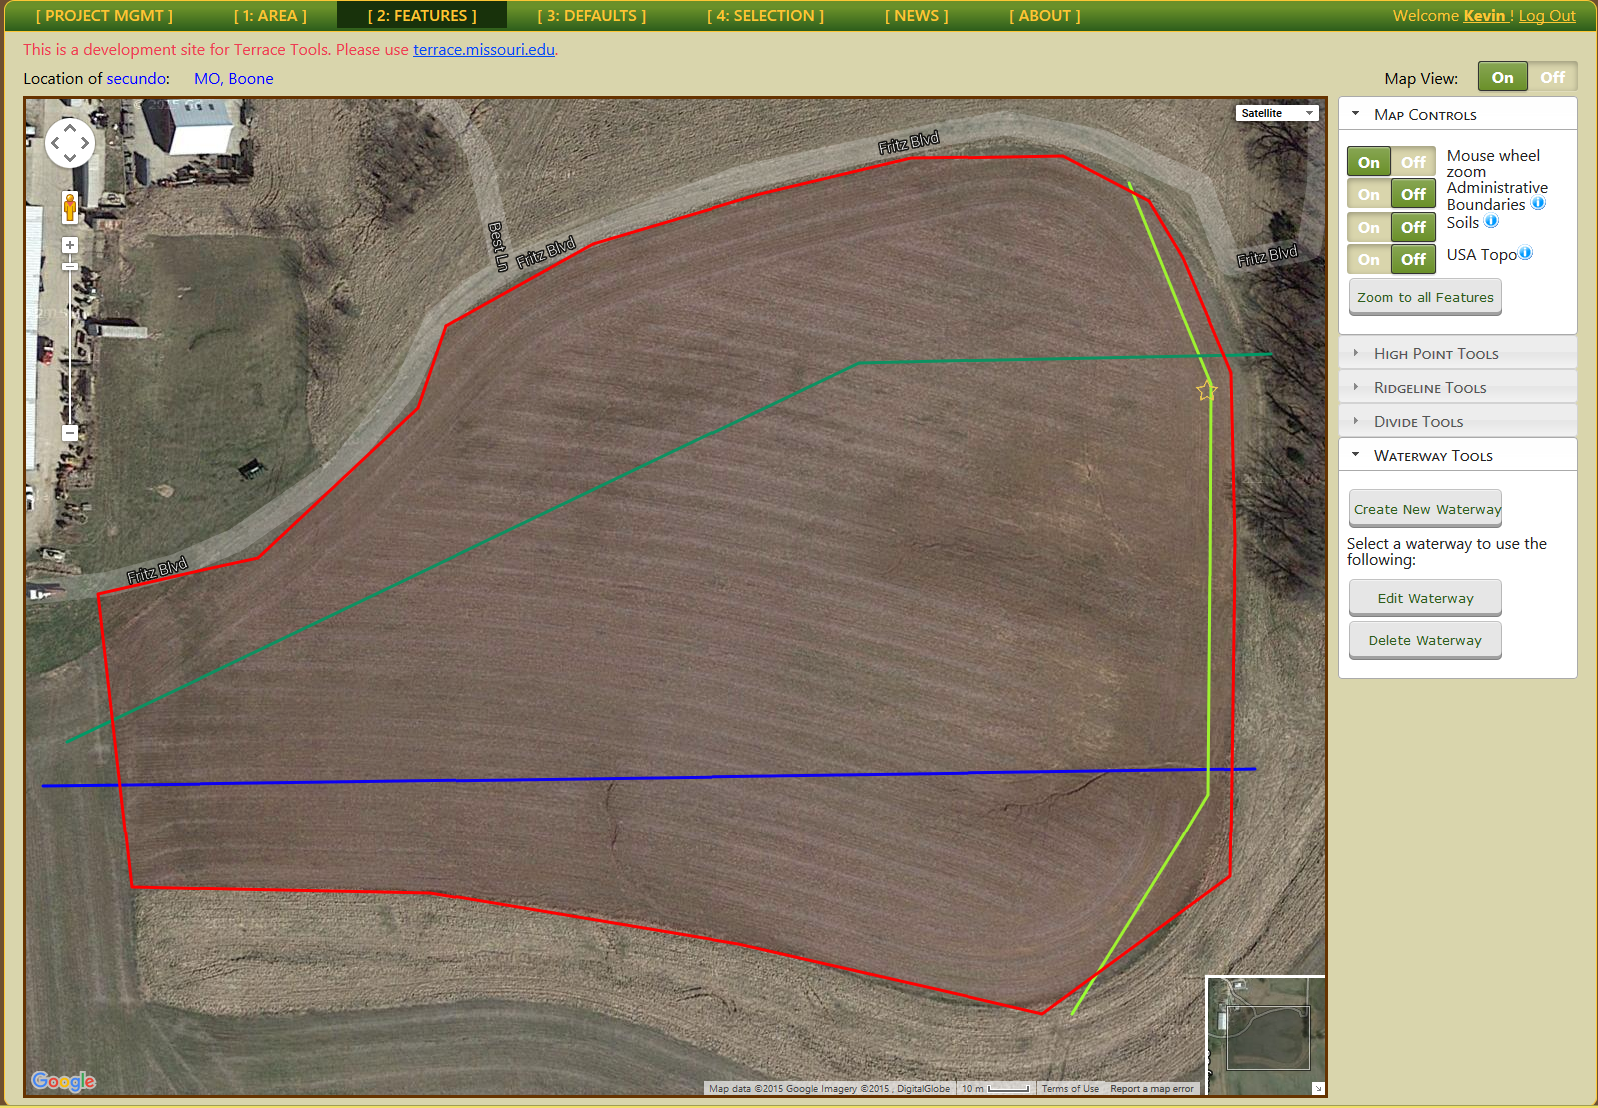 [ PROJECT MGMT ] [ 1: AREA ] [ 2: FEATURES ] [ 3: DEFAULTS ] [ 4: SELECTION ] [ NEWS ] [ ABOUT ] Welcome Kevin ! Log Out
This is a development site for Terrace Tools. Please use terrace.missouri.edu.
Location of secundo: MO, Boone
Map View: On Off
Satellite
Map Controls
On Off Mouse wheel zoom
On Off Administrative Boundaries
On Off Soils
On Off USA Topo
Zoom to all Features
High Point Tools
Ridgeline Tools
Divide Tools
Waterway Tools
Create New Waterway
Select a waterway to use the
following:
Edit Waterway
Delete Waterway
Fritz Blvd
Best Ln
Fritz Blvd
Fritz Blvd
Fritz Blvd
Google
Map data ©2015 Google Imagery ©2015 , DigitalGlobe 10 m Terms of Use Report a map error